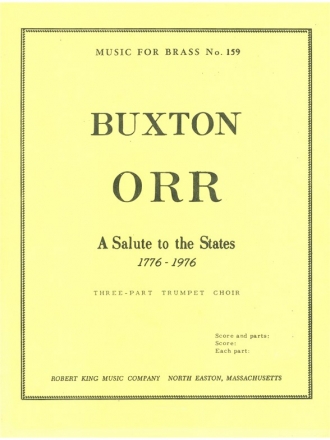 MUSIC FOR BRASS No. 159
BUXTON
ORR
A Salute to the States
1776 - 1976
THREE-PART TRUMPET CHOIR
Score and parts:
Score:
Each part:
ROBERT KING MUSIC COMPANY NORTH EASTON, MASSACHUSETTS